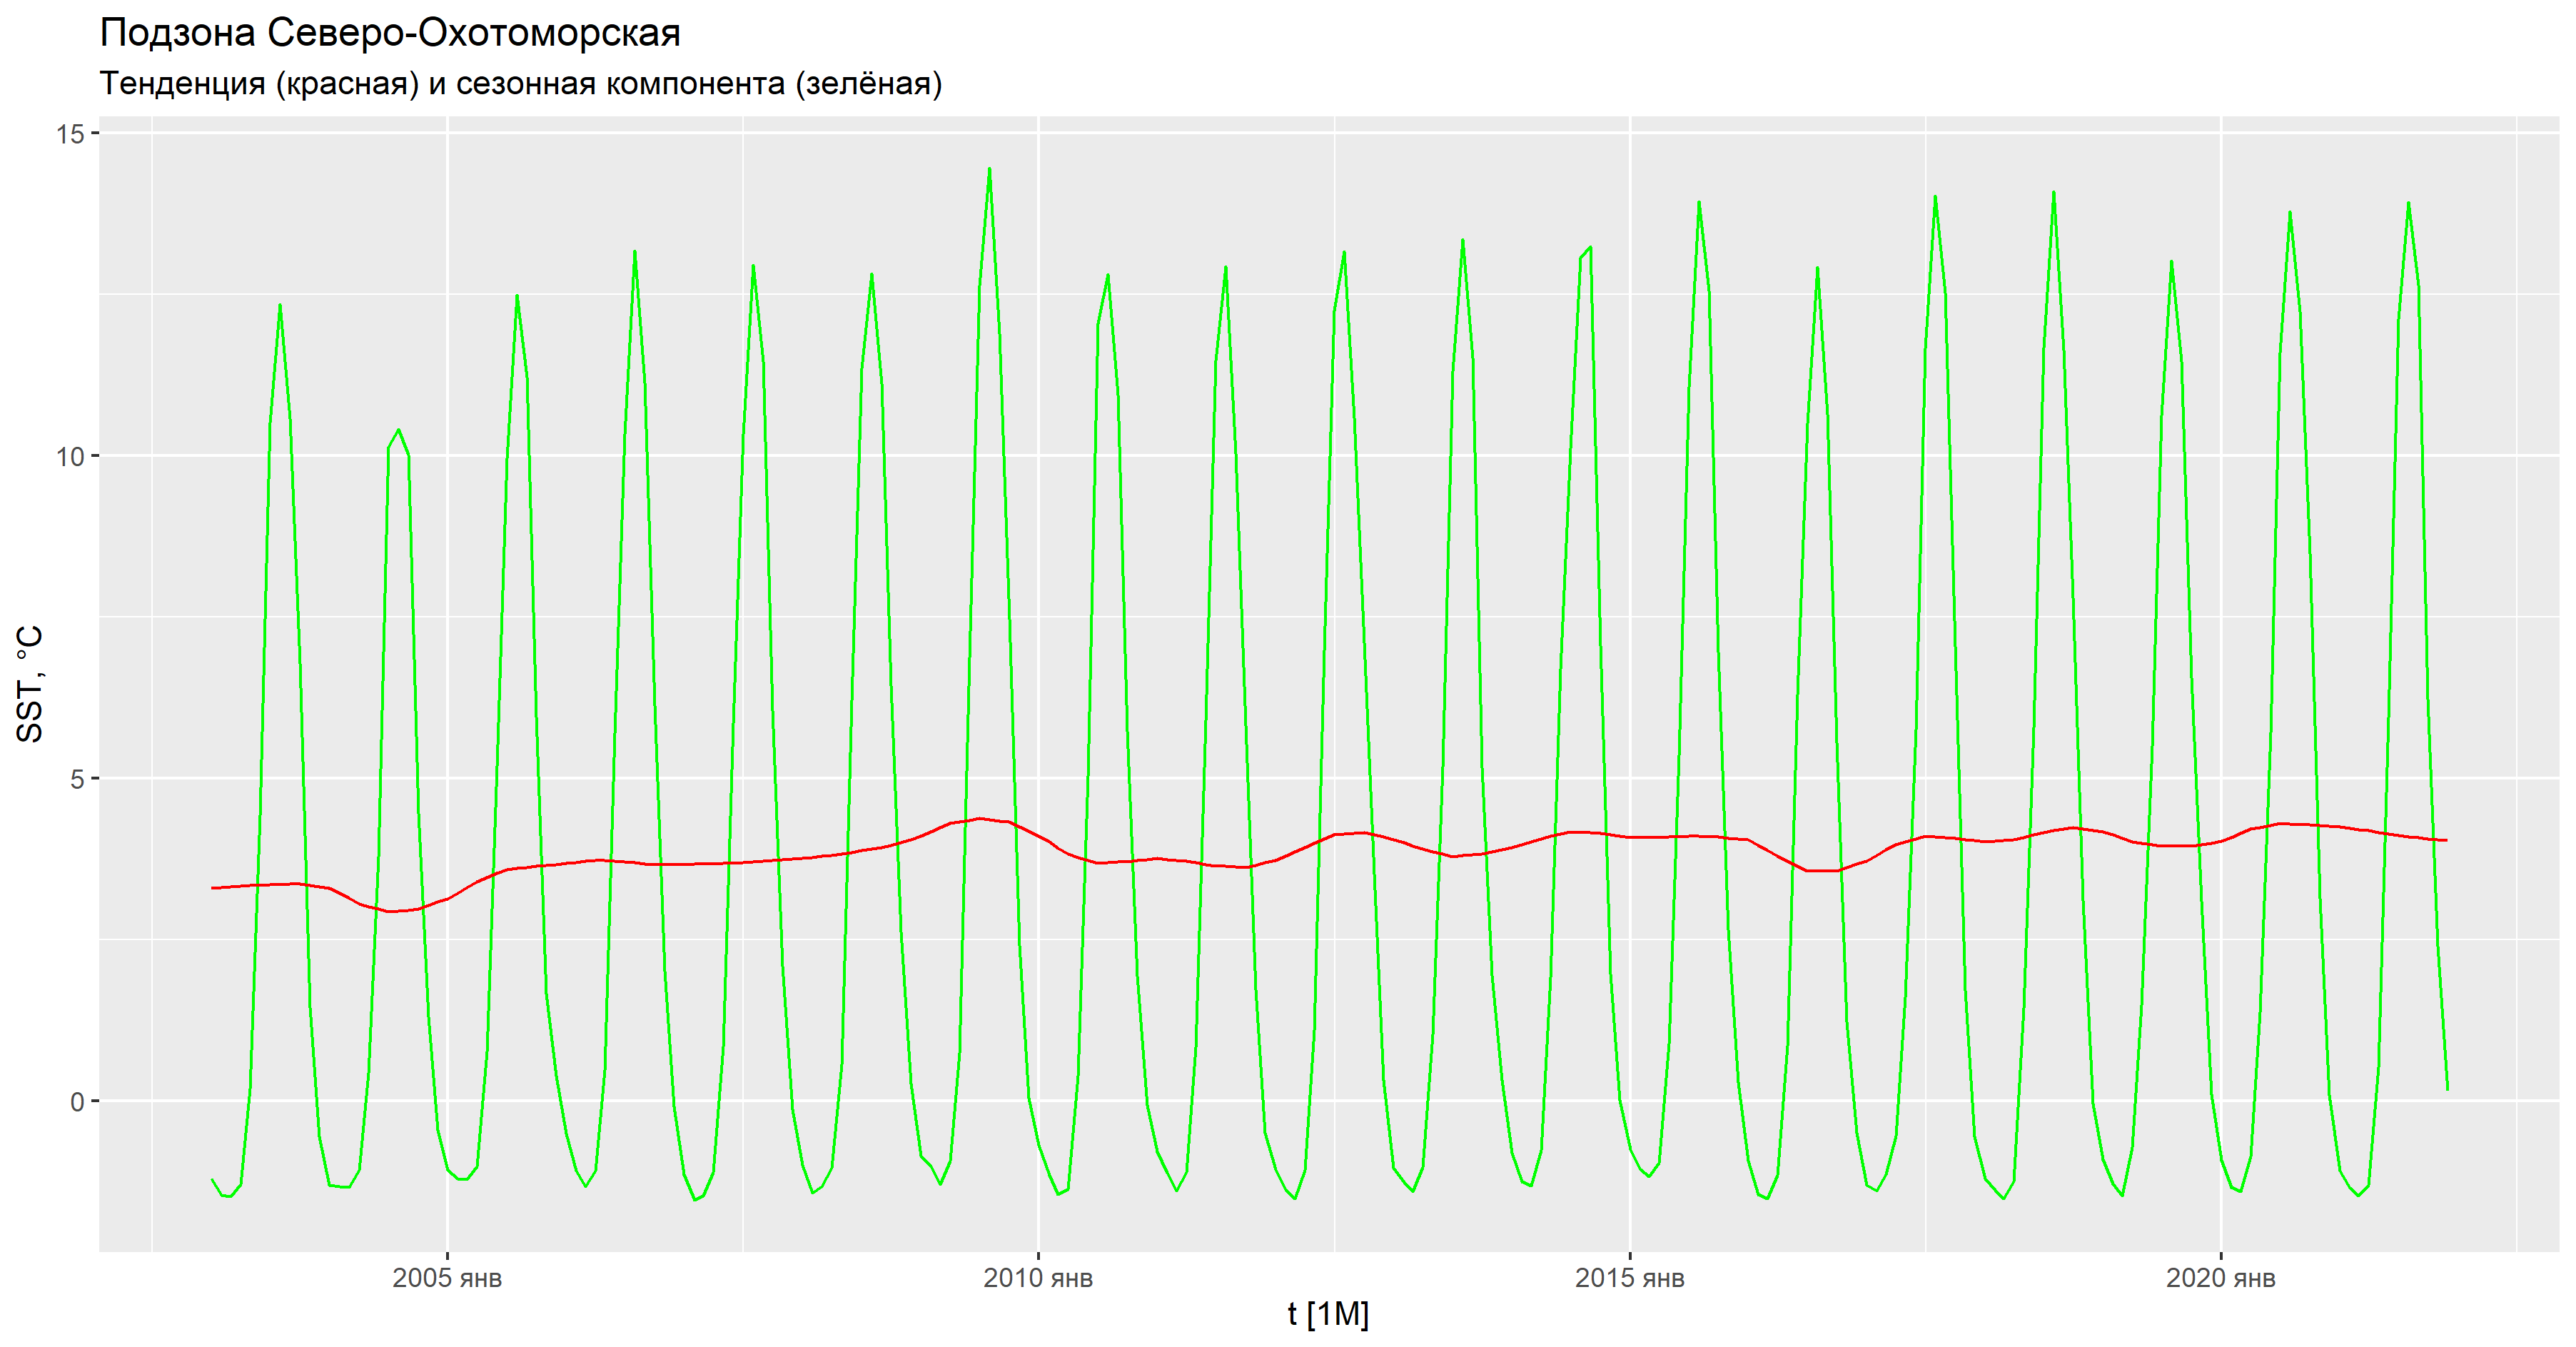 Подзона Северо-Охотоморская
Тенденция (красная) и сезонная компонента (зелёная)
15
10
5
0
SST, °C
2005 янв
2010 янв
2015 янв
2020 янв
t [1M]